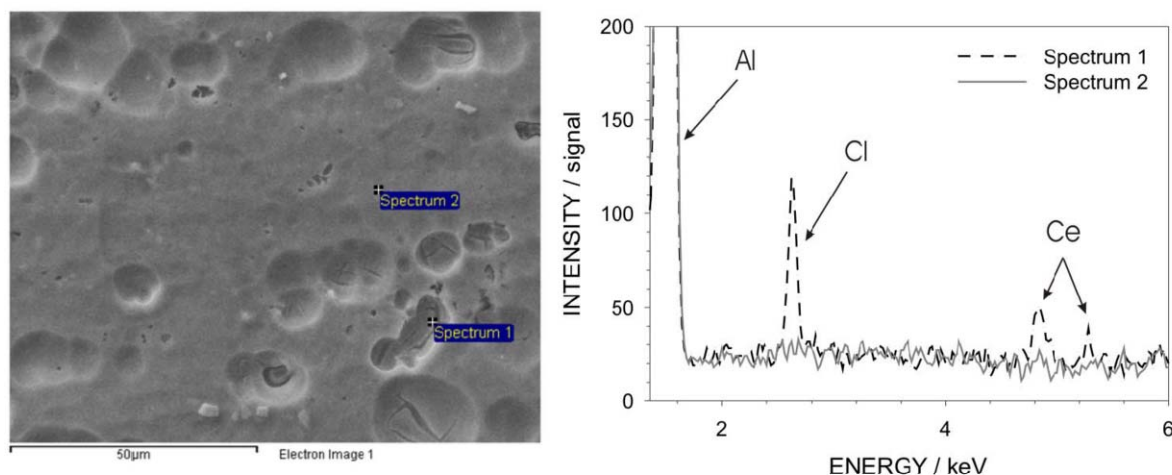 Spectrum 2
Spectrum 1
50µm
Electron Image 1
200
150
100
50
0
INTENSITY / signal
Al
Cl
Ce
Spectrum 1
Spectrum 2
2
4
6
ENERGY / keV